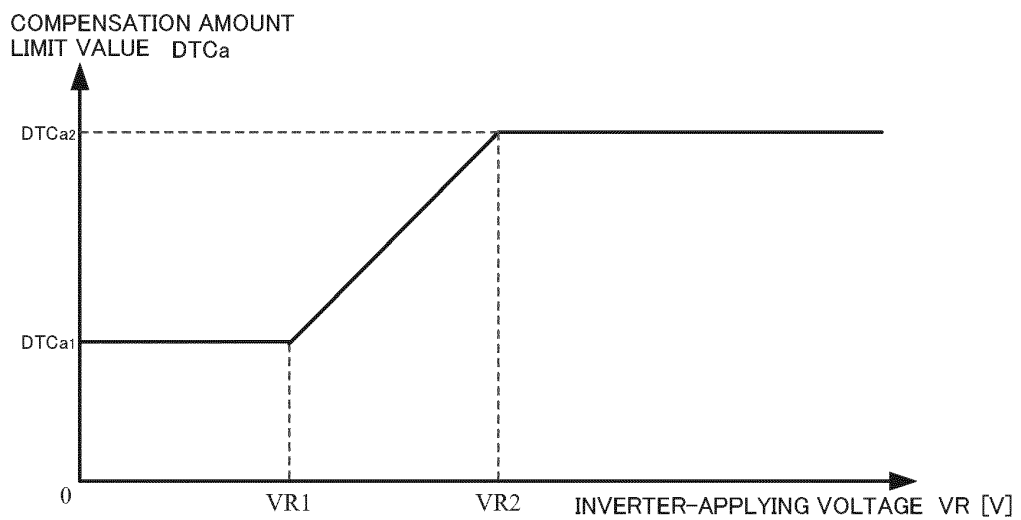 COMPENSATION AMOUNT
LIMIT VALUE DTCa
DTCa2
DTCa1
0
VR1
VR2
INVERTER-APPLYING VOLTAGE VR [V]